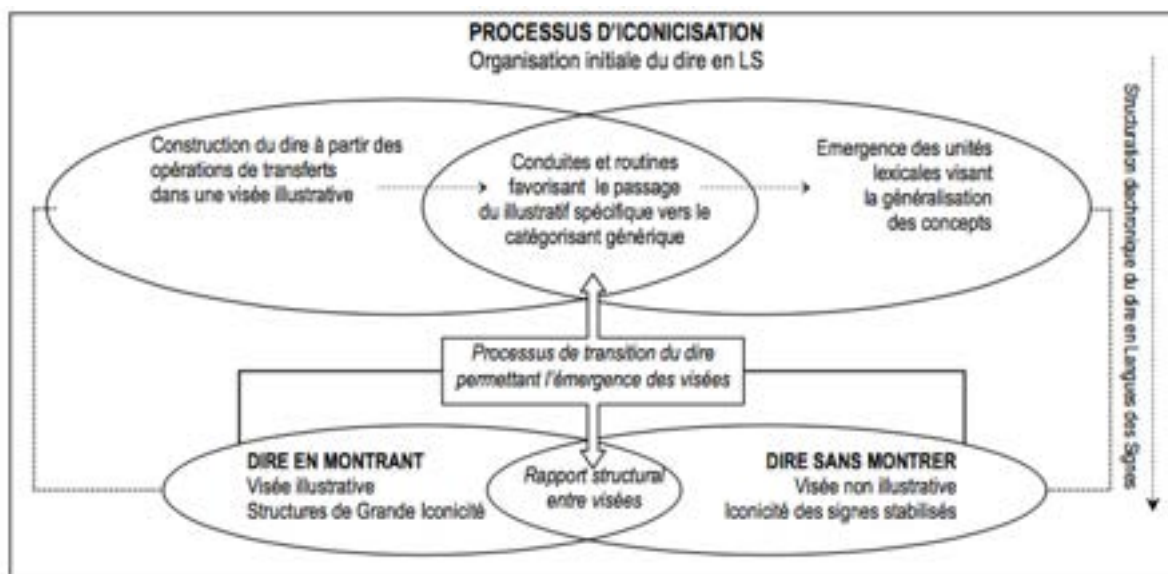 PROCESSUS D'ICONICISATION
Organisation initiale du dire en LS
Construction du dire à partir des
opérations de transferts
dans une visée illustrative
Conduites et routines
favorisant le passage
du illustratif spécifique vers le
catégorisant générique
Emergence des unités
lexicales visant
la généralisation
des concepts
Processus de transition du dire
permettant l'émergence des visées
DIRE EN MONTRANT
Visée illustrative
Structures de Grande Iconicité
Rapport structural
entre visées
DIRE SANS MONTRER
Visée non illustrative
Iconicité des signes stabilisés
Structuration diachronique du dire en Langues des Signes